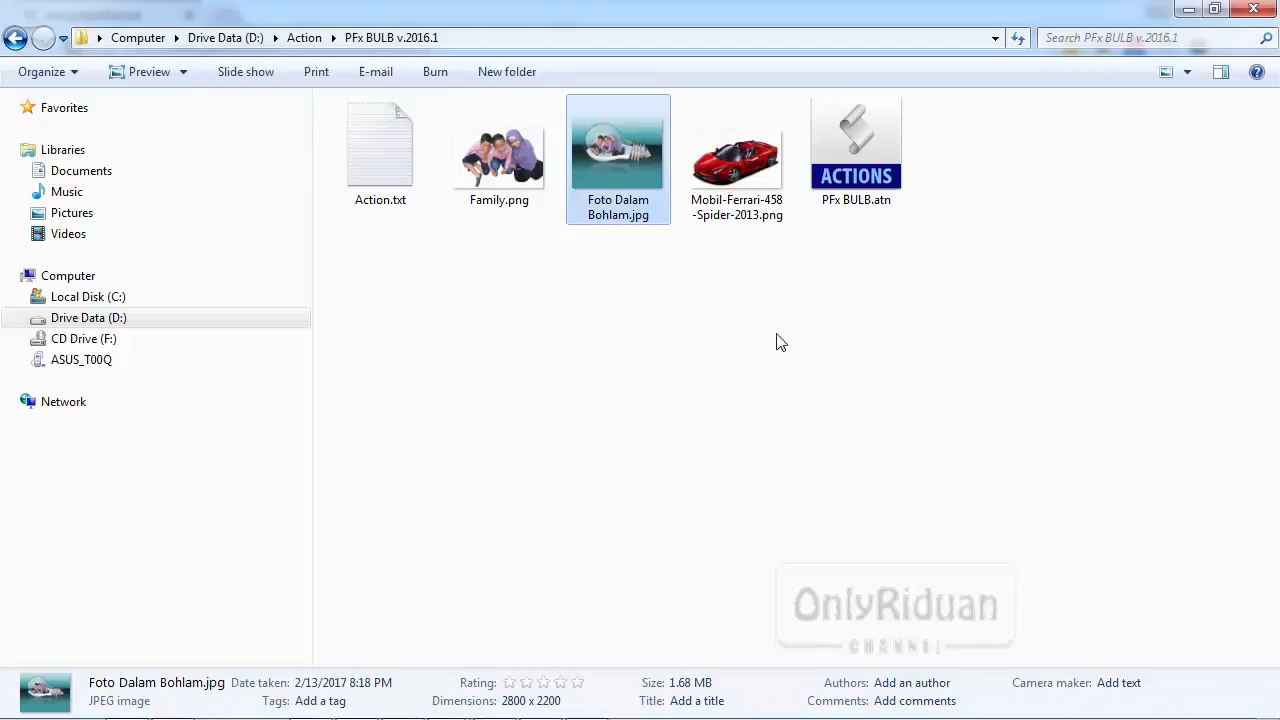 Computer Drive Data (D:) Action PFx BULB v.2016.1 Search PFx BULB v.2016.1
Organize Preview Slide show Print E-mail Burn New folder
Favorites
Libraries
Documents
Music
Pictures
Videos
Computer
Local Disk (C:)
Drive Data (D:)
CD Drive (F:)
ASUS_T00Q
Network
Action.txt
Family.png
Foto Dalam
Bohlam.jpg
Mobil-Ferrari-458
-Spider-2013.png
ACTIONS
PFx BULB.atn
OnlyRiduan
CHANNEL
Foto Dalam Bohlam.jpg Date taken: 2/13/2017 8:18 PM Rating: Size: 1.68 MB Authors: Add an author Camera maker: Add text
JPEG image Tags: Add a tag Dimensions: 2800 x 2200 Title: Add a title Comments: Add comments